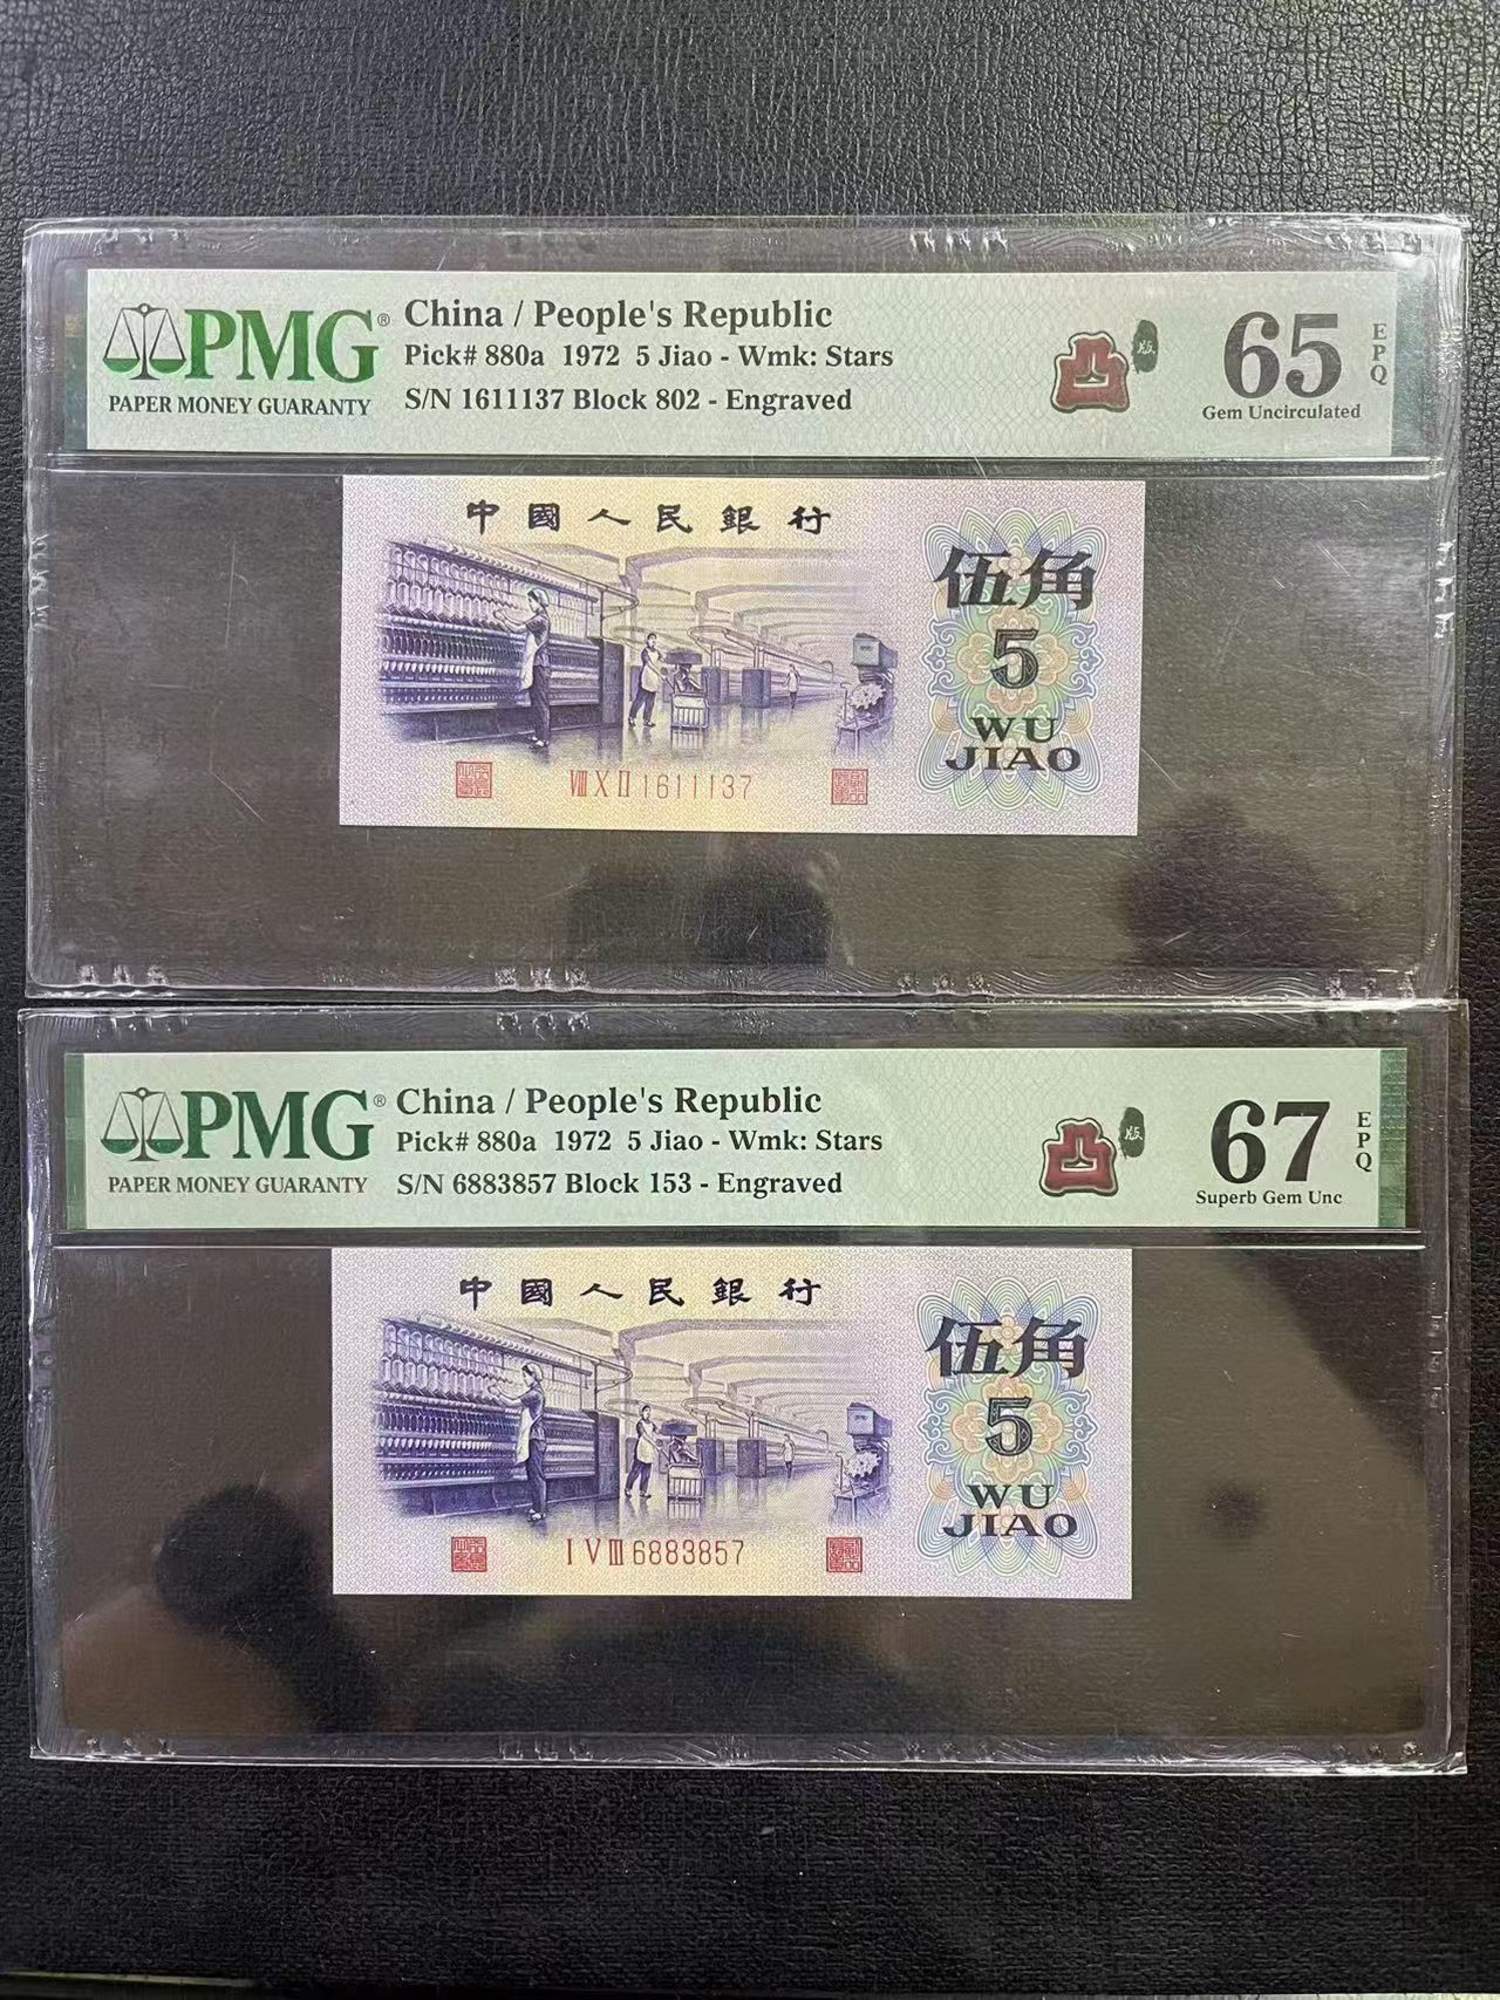 PMG®
PAPER MONEY GUARANTY
China / People's Republic
Pick# 880a 1972 5 Jiao - Wmk: Stars
S/N 1611137 Block 802 - Engraved
凸版
65
EPQ
Gem Uncirculated
中國人民銀行
伍角
5
WU
JIAO
VIII X II 1611137
PMG®
PAPER MONEY GUARANTY
China / People's Republic
Pick# 880a 1972 5 Jiao - Wmk: Stars
S/N 6883857 Block 153 - Engraved
凸版
67
EPQ
Superb Gem Unc
中國人民銀行
伍角
5
WU
JIAO
I V III 6883857